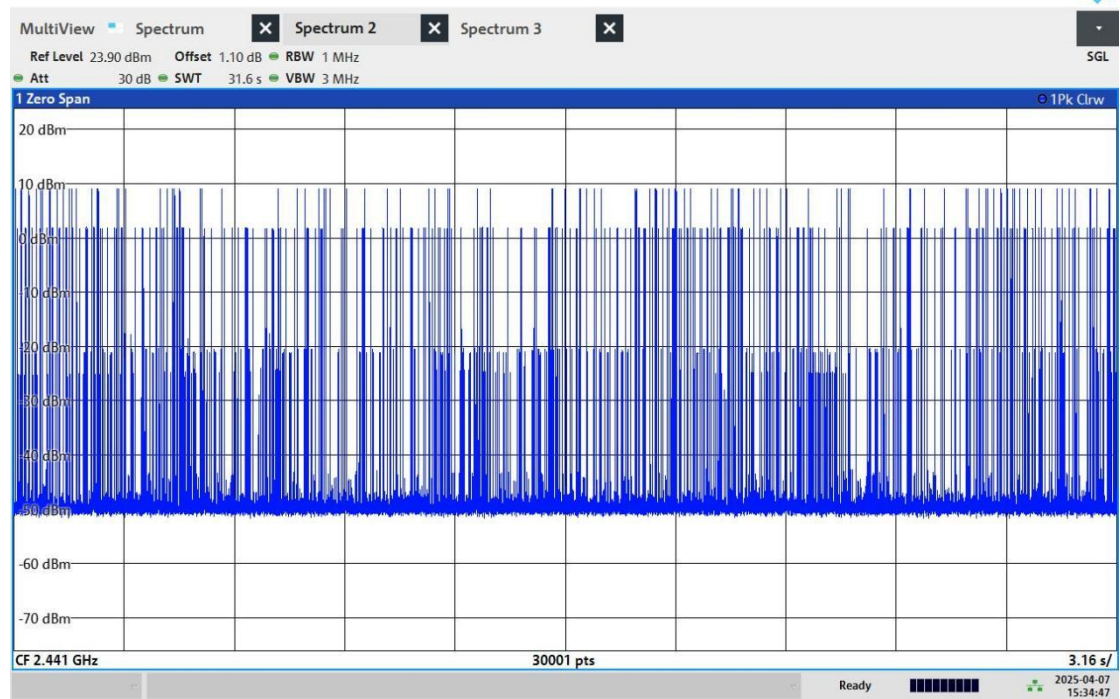 MultiView Spectrum Spectrum 2 Spectrum 3
Ref Level 23.90 dBm Offset 1.10 dB RBW 1 MHz SGL
Att 30 dB SWT 31.6 s VBW 3 MHz
1 Zero Span 1Pk Clrw
20 dBm
10 dBm
0 dBm
-10 dBm
-20 dBm
-30 dBm
-40 dBm
-50 dBm
-60 dBm
-70 dBm
CF 2.441 GHz 30001 pts 3.16 s/
Ready 2025-04-07
15:34:47